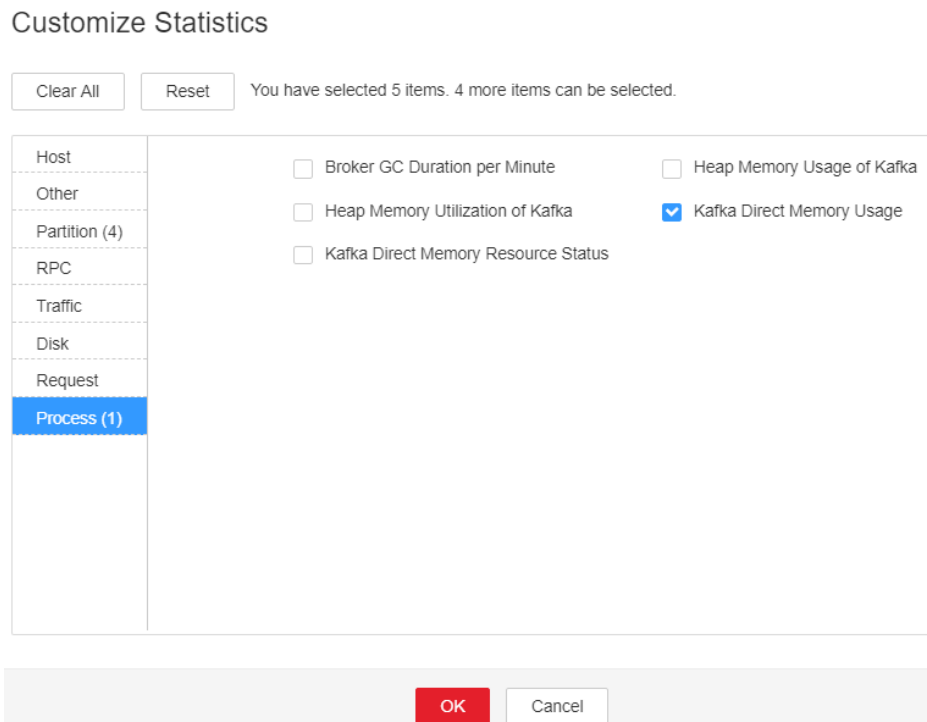 Customize Statistics
Clear All
Reset
You have selected 5 items. 4 more items can be selected.
Host
Other
Partition (4)
RPC
Traffic
Disk
Request
Process (1)
Broker GC Duration per Minute
Heap Memory Usage of Kafka
Heap Memory Utilization of Kafka
Kafka Direct Memory Usage
Kafka Direct Memory Resource Status
OK
Cancel